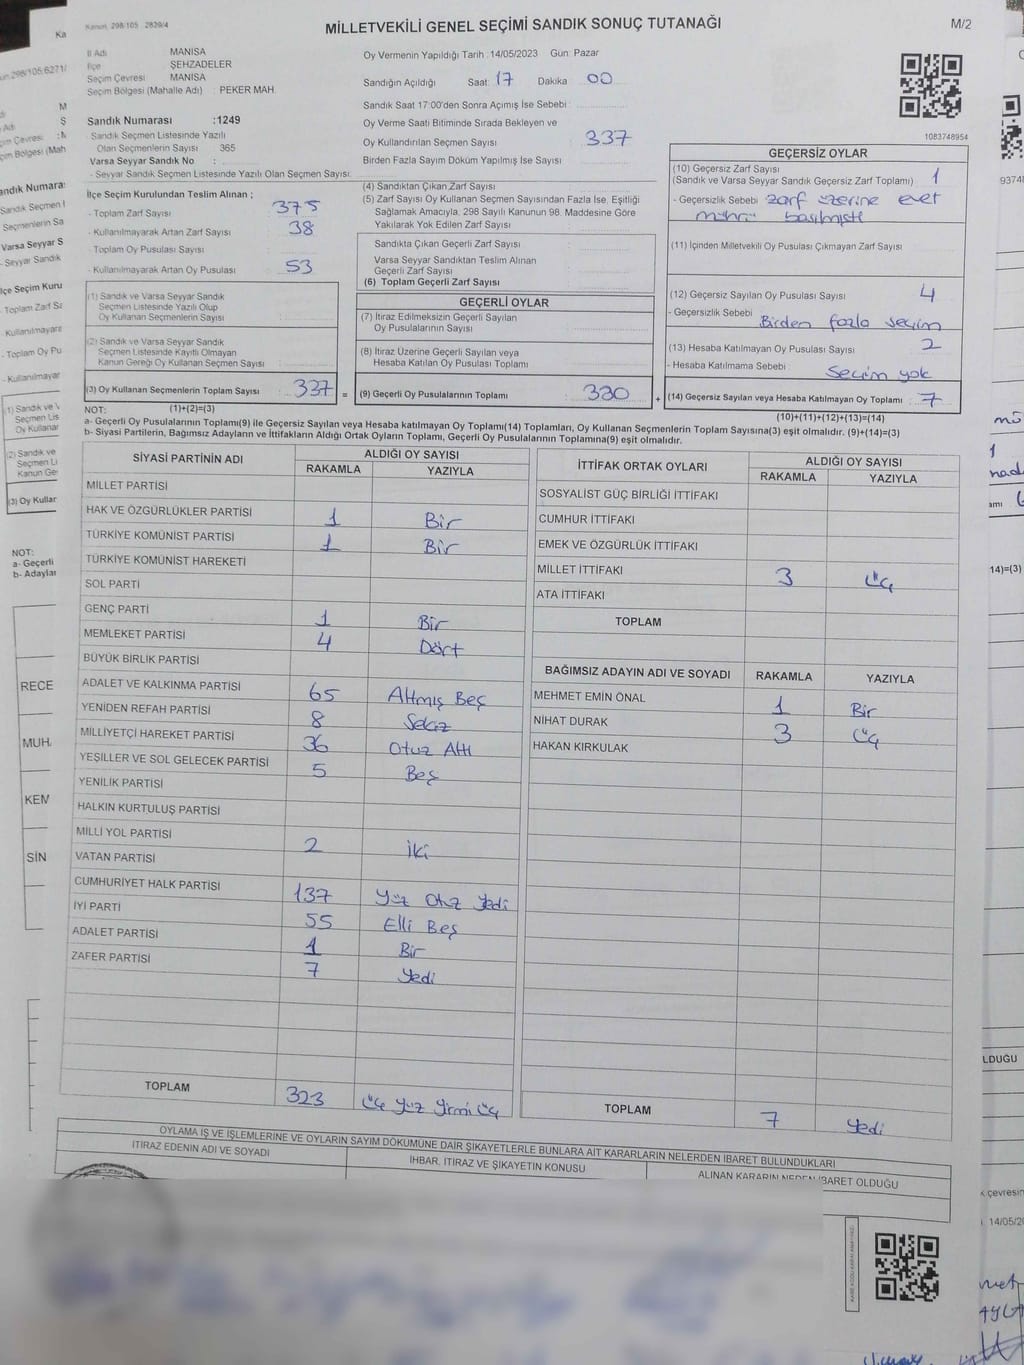 Kanun, 298/105 2839/4
MİLLETVEKİLİ GENEL SEÇİMİ SANDIK SONUÇ TUTANAĞI
M/2
İl Adı MANİSA
İlçe ŞEHZADELER
Seçim Çevresi MANİSA
Seçim Bölgesi (Mahalle Adı) : PEKER MAH.
Oy Vermenin Yapıldığı Tarih :14/05/2023 Gün: Pazar
Sandığın Açıldığı Saat: 17 Dakika 00
Sandık Saat 17:00'den Sonra Açımış İse Sebebi :
Sandık Numarası :1249
- Sandık Seçmen Listesinde Yazılı
Olan Seçmenlerin Sayısı 365
Varsa Seyyar Sandık No :
- Seyyar Sandık Seçmen Listesinde Yazılı Olan Seçmen Sayısı:
Oy Verme Saati Bitiminde Sırada Bekleyen ve
Oy Kullandırılan Seçmen Sayısı : 337
Birden Fazla Sayım Döküm Yapılmış İse Sayısı
1083748954
İlçe Seçim Kurulundan Teslim Alınan ;
- Toplam Zarf Sayısı 375
- Kullanılmayarak Artan Zarf Sayısı 38
- Toplam Oy Pusulası Sayısı
- Kullanılmayarak Artan Oy Pusulası 53
(4) Sandıktan Çıkan Zarf Sayısı
(5) Zarf Sayısı Oy Kullanan Seçmen Sayısından Fazla İse, Eşitliği
Sağlamak Amacıyla, 298 Sayılı Kanunun 98. Maddesine Göre
Yakılarak Yok Edilen Zarf Sayısı
Sandıkta Çıkan Geçerli Zarf Sayısı
Varsa Seyyar Sandıktan Teslim Alınan
Geçerli Zarf Sayısı
(6) Toplam Geçerli Zarf Sayısı
GEÇERSİZ OYLAR
(10) Geçersiz Zarf Sayısı
(Sandık ve Varsa Seyyar Sandık Geçersiz Zarf Toplamı) 1
- Geçersizlik Sebebi zarf üzerine evet
mührü basılmıştı
(11) İçinden Milletvekili Oy Pusulası Çıkmayan Zarf Sayısı
(12) Geçersiz Sayılan Oy Pusulası Sayısı 4
- Geçersizlik Sebebi Birden fazla seçim
(13) Hesaba Katılmayan Oy Pusulası Sayısı 2
- Hesaba Katılmama Sebebi Seçim yok
(14) Geçersiz Sayılan veya Hesaba Katılmayan Oy Toplamı 7
(1) Sandık ve Varsa Seyyar Sandık
Seçmen Listesinde Yazılı Olup
Oy Kullanan Seçmenlerin Sayısı :
(2) Sandık ve Varsa Seyyar Sandık
Seçmen Listesinde Kayıtlı Olmayan
Kanun Gereği Oy Kullanan Seçmen Sayısı :
(3) Oy Kullanan Seçmenlerin Toplam Sayısı : 337 =
GEÇERLİ OYLAR
(7) İtiraz Edilmeksizin Geçerli Sayılan
Oy Pusulalarının Sayısı
(8) İtiraz Üzerine Geçerli Sayılan veya
Hesaba Katılan Oy Pusulası Toplamı
(9) Geçerli Oy Pusulalarının Toplamı 330 +
NOT: (1)+(2)=(3) (10)+(11)+(12)+(13)=(14)
a- Geçerli Oy Pusulalarının Toplamı(9) ile Geçersiz Sayılan veya Hesaba katılmayan Oy Toplamı(14) Toplamları, Oy Kullanan Seçmenlerin Toplam Sayısına(3) eşit olmalıdır. (9)+(14)=(3)
b- Siyasi Partilerin, Bağımsız Adayların ve İttifakların Aldığı Ortak Oyların Toplamı, Geçerli Oy Pusulalarının Toplamına(9) eşit olmalıdır.
SİYASİ PARTİNİN ADI ALDIĞI OY SAYISI
RAKAMLA YAZIYLA
MİLLET PARTİSİ
HAK VE ÖZGÜRLÜKLER PARTİSİ 1 Bir
TÜRKİYE KOMÜNİST PARTİSİ 1 Bir
TÜRKİYE KOMÜNİST HAREKETİ
SOL PARTİ
GENÇ PARTİ 1 Bir
MEMLEKET PARTİSİ 4 Dört
BÜYÜK BİRLİK PARTİSİ
ADALET VE KALKINMA PARTİSİ 65 Altmış Beş
YENİDEN REFAH PARTİSİ 8 Sekiz
MİLLİYETÇİ HAREKET PARTİSİ 36 Otuz Altı
YEŞİLLER VE SOL GELECEK PARTİSİ 5 Beş
YENİLİK PARTİSİ
HALKIN KURTULUŞ PARTİSİ
MİLLİ YOL PARTİSİ 2 İki
VATAN PARTİSİ
CUMHURİYET HALK PARTİSİ 137 Yüz Otuz Yedi
İYİ PARTİ 55 Elli Beş
ADALET PARTİSİ 1 Bir
ZAFER PARTİSİ 7 Yedi
TOPLAM 323 Üç Yüz Yirmi Üç
İTTİFAK ORTAK OYLARI ALDIĞI OY SAYISI
RAKAMLA YAZIYLA
SOSYALİST GÜÇ BİRLİĞİ İTTİFAKI
CUMHUR İTTİFAKI
EMEK VE ÖZGÜRLÜK İTTİFAKI
MİLLET İTTİFAKI 3 Üç
ATA İTTİFAKI
TOPLAM
BAĞIMSIZ ADAYIN ADI VE SOYADI RAKAMLA YAZIYLA
MEHMET EMİN ÖNAL 1 Bir
NİHAT DURAK 3 Üç
HAKAN KIRKULAK
TOPLAM 7 Yedi
OYLAMA İŞ VE İŞLEMLERİNE VE OYLARIN SAYIM DÖKÜMÜNE DAİR ŞİKAYETLERLE BUNLARA AİT KARARLARIN NELERDEN İBARET BULUNDUKLARI
İTİRAZ EDENİN ADI VE SOYADI
İHBAR, İTİRAZ VE ŞİKAYETİN KONUSU
ALINAN KARARIN NEDEN İBARET OLDUĞU